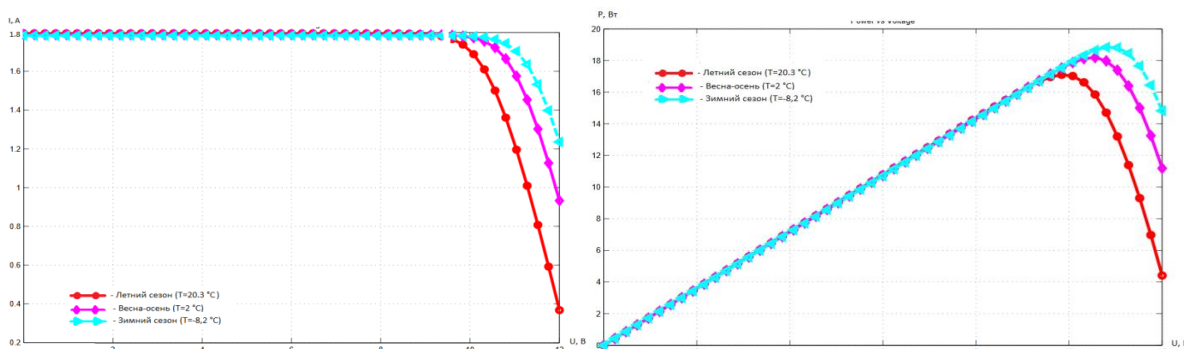 I, А
1.8
1.6
1.4
1.2
1
0.8
0.6
0.4
0.2
- Летний сезон (T=20.3 °C)
- Весна-осень (T=2 °C)
- Зимний сезон (T=-8,2 °C)
2
4
6
8
10
12
U, В
P, Вт
Power vs Voltage
20
18
16
14
12
10
8
6
4
2
0
- Летний сезон (T=20.3 °C)
- Весна-осень (T=2 °C)
- Зимний сезон (T=-8,2 °C)
U,